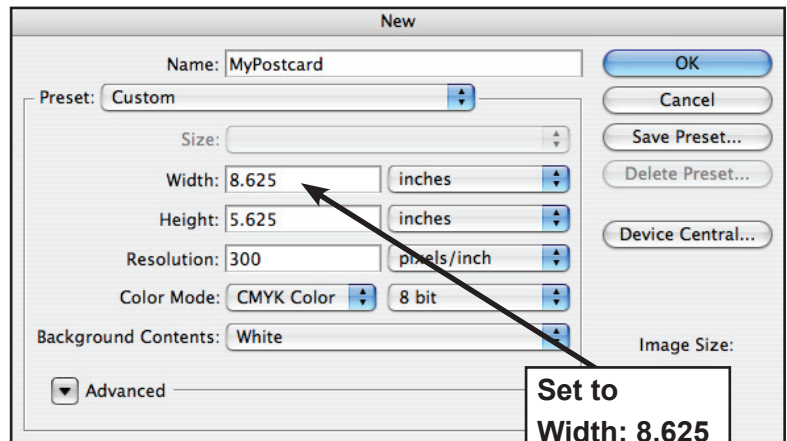 New
Name: MyPostcard
OK
Preset: Custom
Cancel
Size:
Save Preset...
Width: 8.625 inches
Delete Preset...
Height: 5.625 inches
Device Central...
Resolution: 300 pixels/inch
Color Mode: CMYK Color 8 bit
Background Contents: White
Image Size:
Advanced
Set to
Width: 8.625